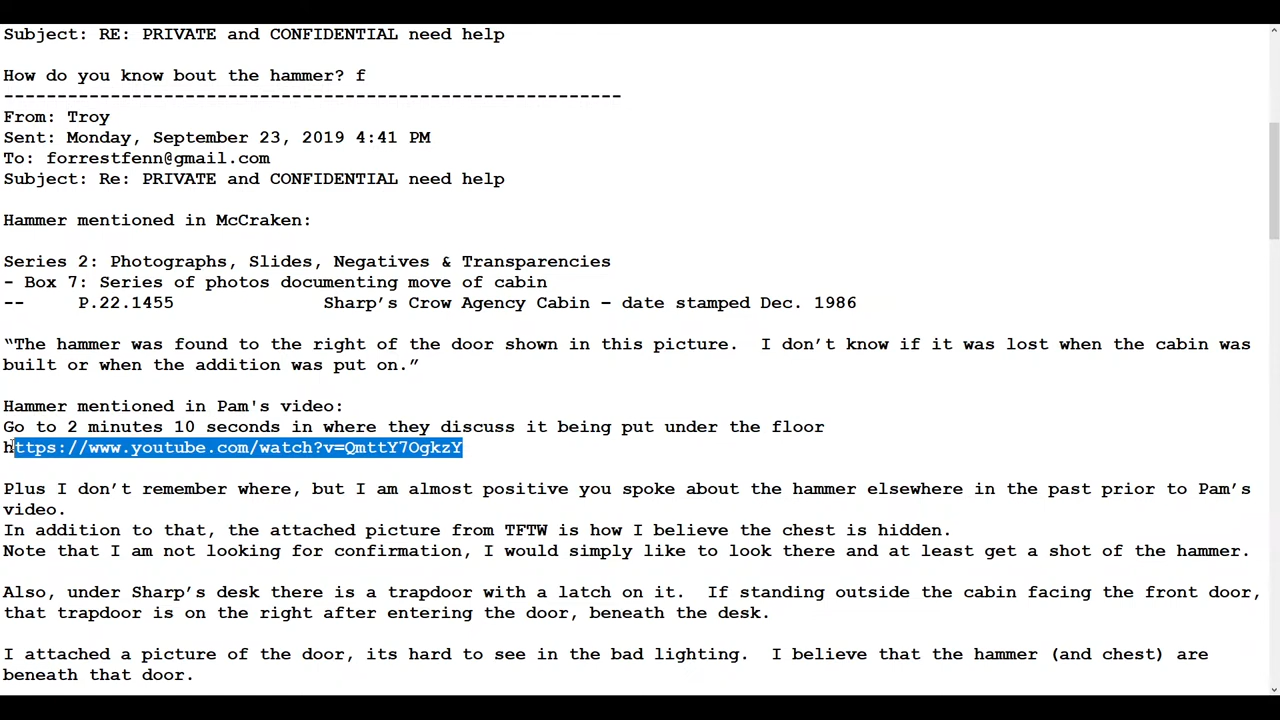 Subject: RE: PRIVATE and CONFIDENTIAL need help
How do you know bout the hammer? f
----------------------------------------------------------
From: Troy
Sent: Monday, September 23, 2019 4:41 PM
To: forrestfenn@gmail.com
Subject: Re: PRIVATE and CONFIDENTIAL need help
Hammer mentioned in McCraken:
Series 2: Photographs, Slides, Negatives & Transparencies
- Box 7: Series of photos documenting move of cabin
-- P.22.1455 Sharp’s Crow Agency Cabin – date stamped Dec. 1986
“The hammer was found to the right of the door shown in this picture. I don’t know if it was lost when the cabin was
built or when the addition was put on.”
Hammer mentioned in Pam's video:
Go to 2 minutes 10 seconds in where they discuss it being put under the floor
https://www.youtube.com/watch?v=QmttY7OgkzY
Plus I don’t remember where, but I am almost positive you spoke about the hammer elsewhere in the past prior to Pam’s
video.
In addition to that, the attached picture from TFTW is how I believe the chest is hidden.
Note that I am not looking for confirmation, I would simply like to look there and at least get a shot of the hammer.
Also, under Sharp’s desk there is a trapdoor with a latch on it. If standing outside the cabin facing the front door,
that trapdoor is on the right after entering the door, beneath the desk.
I attached a picture of the door, its hard to see in the bad lighting. I believe that the hammer (and chest) are
beneath that door.